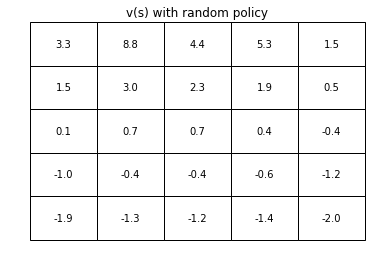 v(s) with random policy
3.3 8.8 4.4 5.3 1.5
1.5 3.0 2.3 1.9 0.5
0.1 0.7 0.7 0.4 -0.4
-1.0 -0.4 -0.4 -0.6 -1.2
-1.9 -1.3 -1.2 -1.4 -2.0